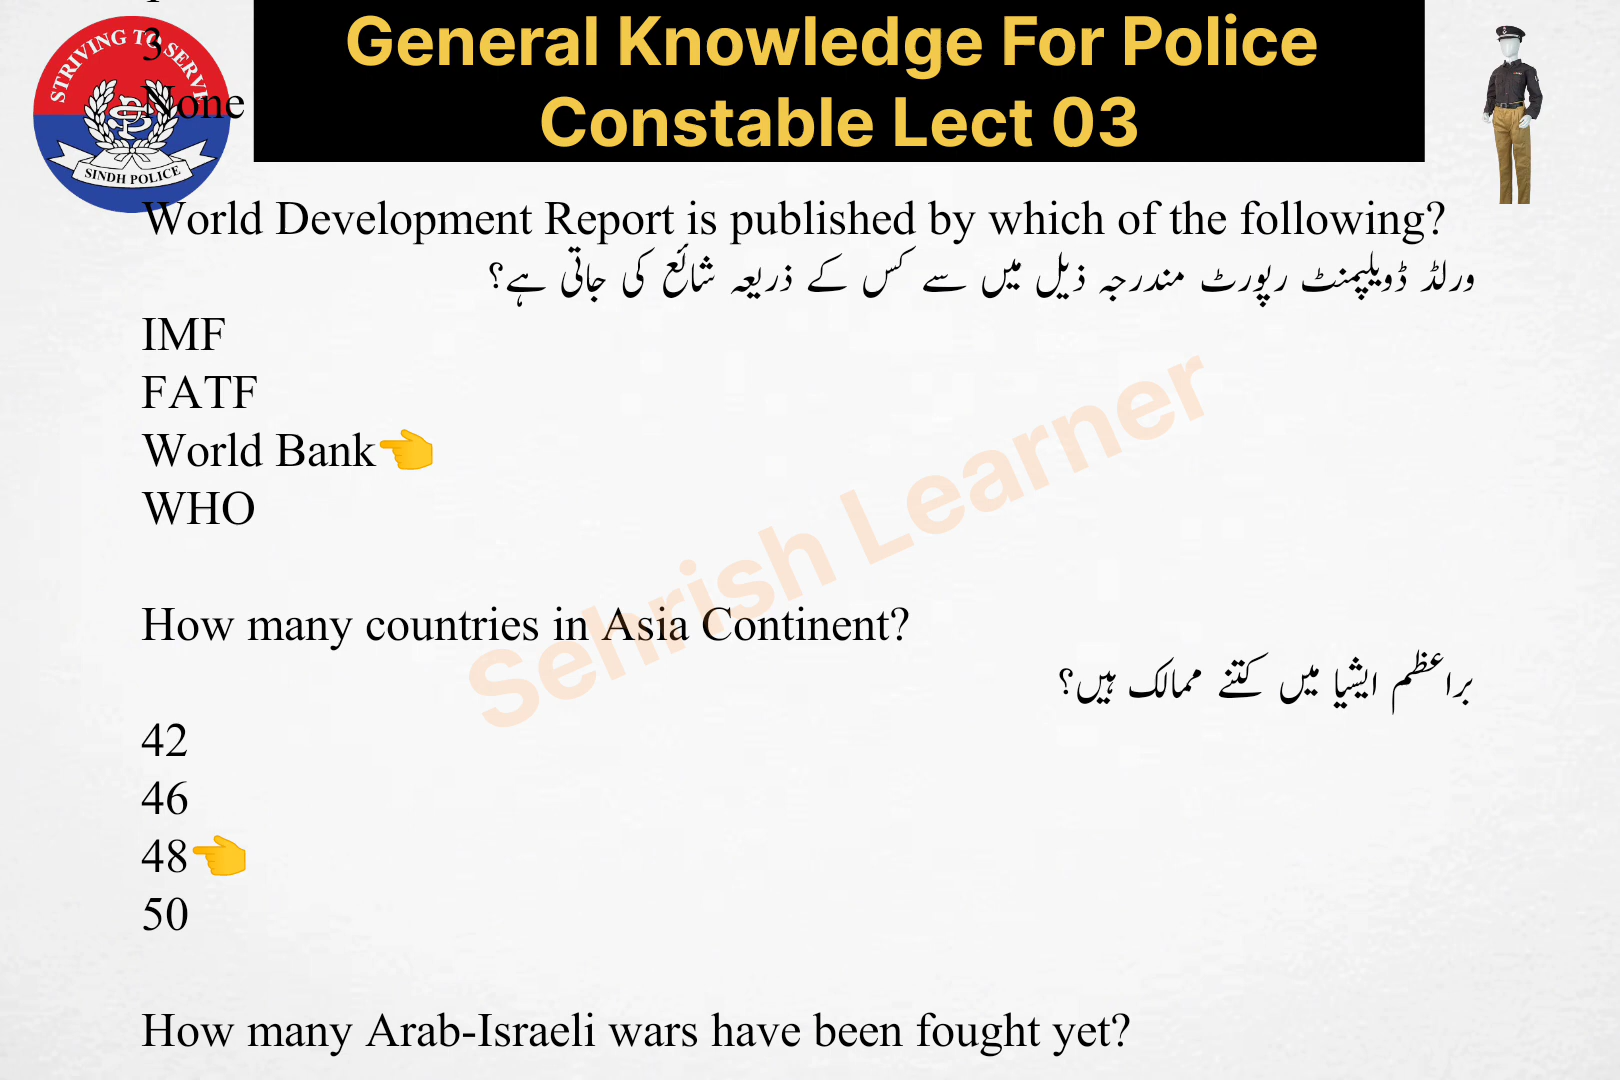 STRIVING TO SERVE
SINDH POLICE
General Knowledge For Police
Constable Lect 03
3
None
World Development Report is published by which of the following?
ورلڈ ڈویلپمنٹ رپورٹ مندرجہ ذیل میں سے کس کے ذریعہ شائع کی جاتی ہے؟
IMF
FATF
World Bank👈
WHO
How many countries in Asia Continent?
براعظم ایشیا میں کتنے ممالک ہیں؟
42
46
48👈
50
How many Arab-Israeli wars have been fought yet?
Sehrish Learner